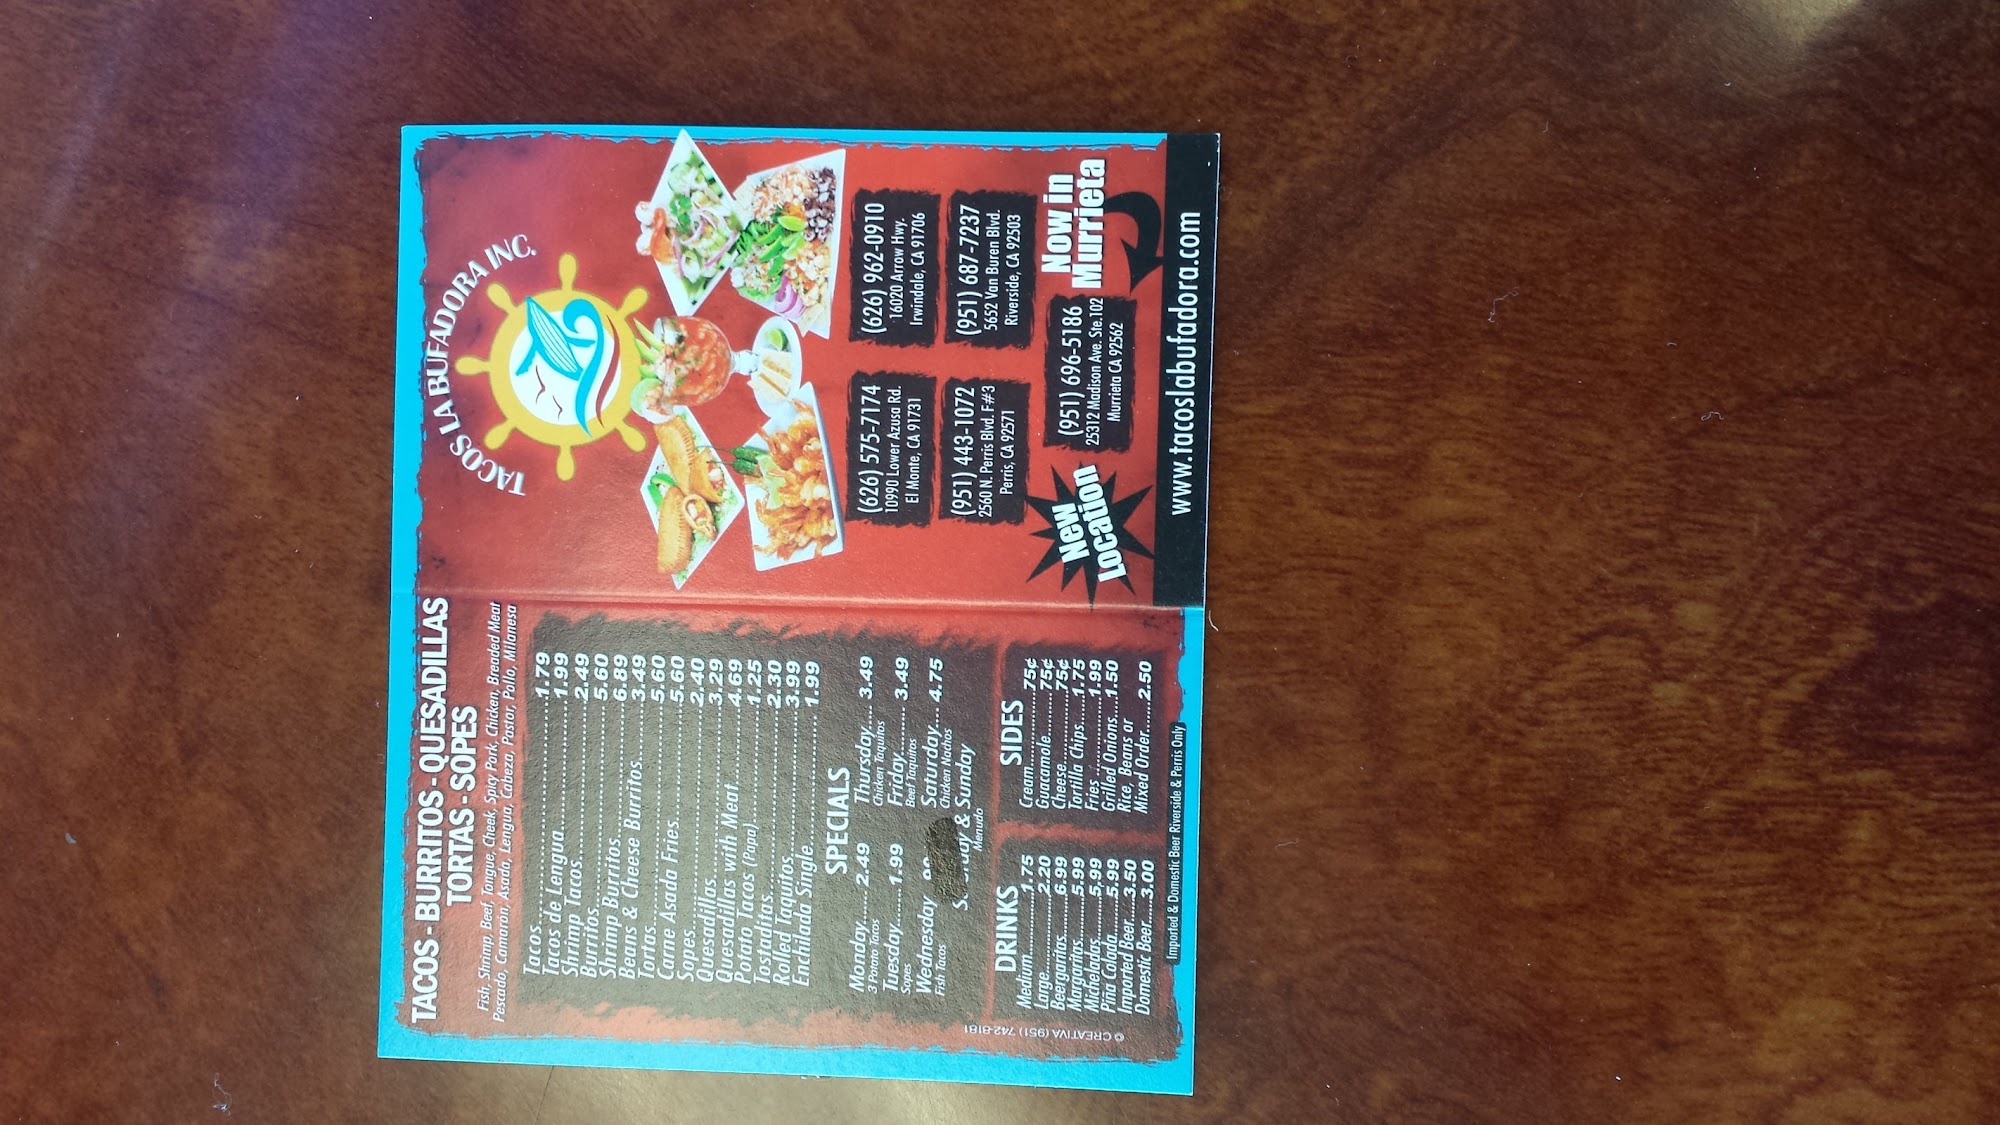 TACOS - BURRITOS - QUESADILLAS
TORTAS - SOPES
Fish, Shrimp, Beef, Tongue, Cheek, Spicy Pork, Chicken, Breaded Meat
Pescado, Camarón, Asada, Lengua, Cabeza, Pastor, Pollo, Milanesa
Tacos 1.79
Tacos de Lengua 1.99
Shrimp Tacos 2.49
Burritos 5.60
Shrimp Burritos 6.89
Beans & Cheese Burritos 3.49
Tortas 5.60
Carne Asada Fries 5.60
Sopes 2.40
Quesadillas 3.29
Quesadillas with Meat 4.69
Potato Tacos (Papa) 1.25
Tostaditas 2.30
Rolled Taquitos 3.99
Enchilada Single 1.99
SPECIALS
Monday 2.49
3 Potato Tacos
Tuesday 1.99
Sopes
Wednesday
Fish Tacos
Thursday 3.49
Chicken Taquitos
Friday 3.49
Beef Taquitos
Saturday 4.75
Chicken Nachos
& Sunday
Menudo
DRINKS
Medium 1.75
Large 2.20
Beergaritas 6.99
Margaritas 5.99
Micheladas 5.99
Piña Colada 5.99
Imported Beer 3.50
Domestic Beer 3.00
SIDES
Cream .75¢
Guacamole .75¢
Cheese .75¢
Tortilla Chips 1.75
Fries 1.99
Grilled Onions 1.50
Rice, Beans or
Mixed Order 2.50
Imported & Domestic Beer Riverside & Perris Only
© CREATIVA (951) 742-8181
TACOS LA BUFADORA INC.
(626) 575-7174
10990 Lower Azusa Rd.
El Monte, CA 91731
(626) 962-0910
16020 Arrow Hwy.
Irwindale, CA 91706
(951) 443-1072
2560 N. Perris Blvd. F#3
Perris, CA 92571
(951) 687-7237
5652 Van Buren Blvd.
Riverside, CA 92503
New
Location
(951) 696-5186
25312 Madison Ave. Ste.102
Murrieta CA 92562
Now in
Murrieta
www.tacoslabufadora.com